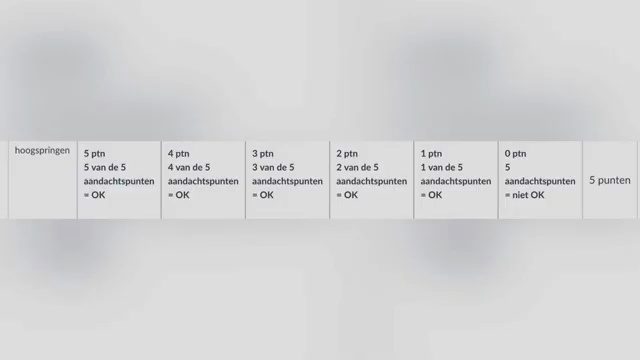 hoogspringen
5 ptn
5 van de 5
aandachtspunten
= OK
4 ptn
4 van de 5
aandachtspunten
= OK
3 ptn
3 van de 5
aandachtspunten
= OK
2 ptn
2 van de 5
aandachtspunten
= OK
1 ptn
1 van de 5
aandachtspunten
= OK
0 ptn
5
aandachtspunten
= niet OK
5 punten